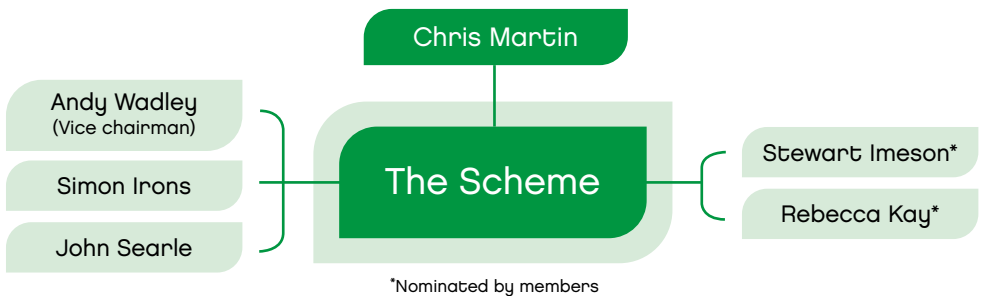 Chris Martin
Andy Wadley
(Vice chairman)
Simon Irons
John Searle
The Scheme
Stewart Imeson*
Rebecca Kay*
*Nominated by members